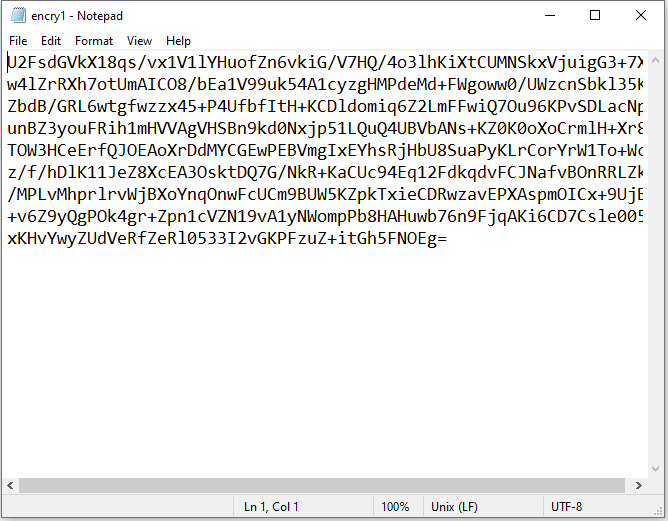 encry1 - Notepad
File Edit Format View Help
U2FsdGVkX18qs/vx1V1lYHuofZn6vkiG/V7HQ/4o3lhKiXtCUMNSkxVjuigG3+7X
w4lZrRXh7otUmAICO8/bEa1V99uk54A1cyzgHMPdeMd+FWgoww0/UWzcnSbkl35K
ZbdB/GRL6wtgfwzzx45+P4UfbfItH+KCDldomiq6Z2LmFFwiQ7Ou96KPvSDLacNp
unBZ3youFRih1mHVVAgVHSBn9kd0Nxjp51LQuQ4UBVbANs+KZ0K0oXoCrmlH+Xr8
TOW3HCeErfQJOEAoXrDdMYCGEwPEBVmgIxEYhsRjHbU8SuaPyKLrCorYrW1To+Wc
z/f/hDlK11JeZ8XcEA3OsktDQ7G/NkR+KaCUc94Eq12FdkqdvFCJNafvBOnRRLZk
/MPLvMhprlrvWjBXoYnqOnwFcUCm9BUW5KZpkTxieCDRwzavEPXAspmOICx+9UjE
+v6Z9yQgPOk4gr+Zpn1cVZN19vA1yNWompPb8HAHuwb76n9FjqAKi6CD7Csle005
xKHvYwyZUdVeRfZeRl0533I2vGKPFzuZ+itGh5FNOEg=
Ln 1, Col 1 100% Unix (LF) UTF-8